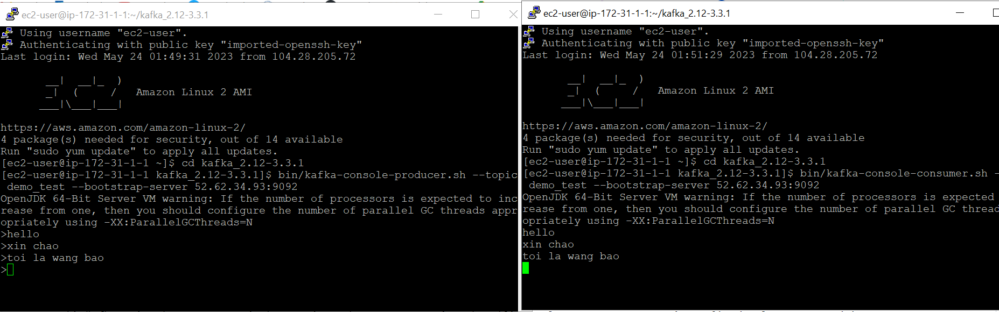 ec2-user@ip-172-31-1-1:~/kafka_2.12-3.3.1
Using username "ec2-user".
Authenticating with public key "imported-openssh-key"
Last login: Wed May 24 01:49:31 2023 from 104.28.205.72
__|  __|_  )
_|  (     /   Amazon Linux 2 AMI
___|\___|___|
https://aws.amazon.com/amazon-linux-2/
4 package(s) needed for security, out of 14 available
Run "sudo yum update" to apply all updates.
[ec2-user@ip-172-31-1-1 ~]$ cd kafka_2.12-3.3.1
[ec2-user@ip-172-31-1-1 kafka_2.12-3.3.1]$ bin/kafka-console-producer.sh --topic
demo_test --bootstrap-server 52.62.34.93:9092
OpenJDK 64-Bit Server VM warning: If the number of processors is expected to inc
rease from one, then you should configure the number of parallel GC threads appr
opriately using -XX:ParallelGCThreads=N
>hello
>xin chao
>toi la wang bao
>
ec2-user@ip-172-31-1-1:~/kafka_2.12-3.3.1
Using username "ec2-user".
Authenticating with public key "imported-openssh-key"
Last login: Wed May 24 01:51:29 2023 from 104.28.205.72
__|  __|_  )
_|  (     /   Amazon Linux 2 AMI
___|\___|___|
https://aws.amazon.com/amazon-linux-2/
4 package(s) needed for security, out of 14 available
Run "sudo yum update" to apply all updates.
[ec2-user@ip-172-31-1-1 ~]$ cd kafka_2.12-3.3.1
[ec2-user@ip-172-31-1-1 kafka_2.12-3.3.1]$ bin/kafka-console-consumer.sh -
demo_test --bootstrap-server 52.62.34.93:9092
OpenJDK 64-Bit Server VM warning: If the number of processors is expected
rease from one, then you should configure the number of parallel GC thread
opriately using -XX:ParallelGCThreads=N
hello
xin chao
toi la wang bao